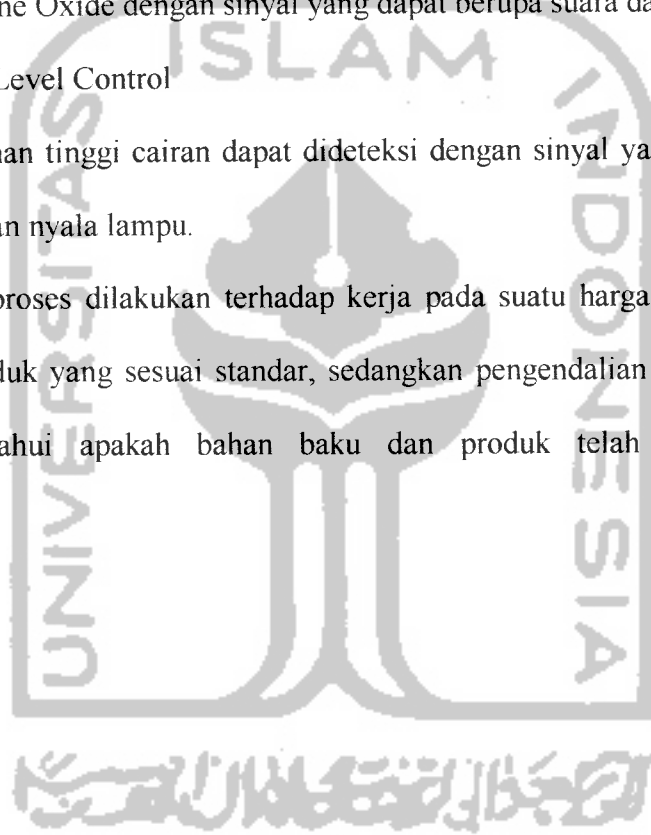 ne Oxide dengan sinyal yang dapat berupa suara da
Level Control
an tinggi cairan dapat dideteksi dengan sinyal ya
an nyala lampu.
proses dilakukan terhadap kerja pada suatu harga
duk yang sesuai standar, sedangkan pengendalian
ahui apakah bahan baku dan produk telah
ISLAM
UNIVERSITAS
INDONESIA